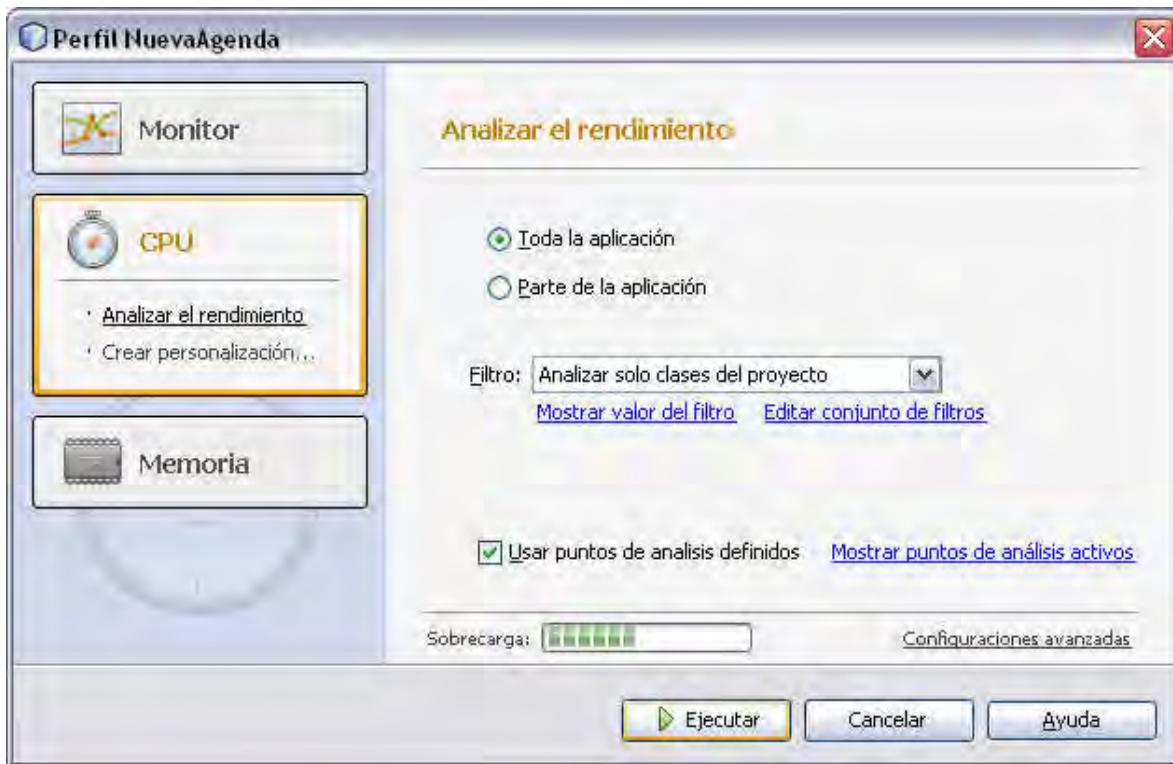 Perfil NuevaAgenda
Monitor
CPU
· Analizar el rendimiento
· Crear personalización...
Memoria
Analizar el rendimiento
Toda la aplicación
Parte de la aplicación
Filtro: Analizar solo clases del proyecto
Mostrar valor del filtro Editar conjunto de filtros
Usar puntos de analisis definidos Mostrar puntos de análisis activos
Sobrecarga: Configuraciones avanzadas
Ejecutar Cancelar Ayuda